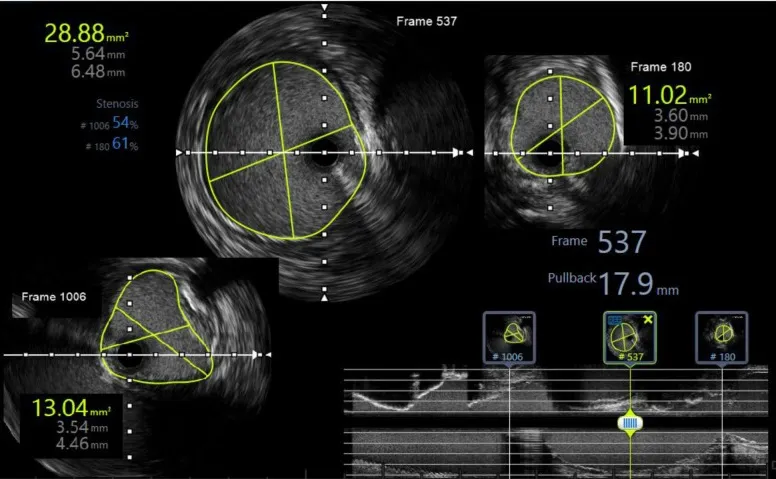 28.88mm²
5.64mm
6.48mm
Stenosis
# 1006 54%
# 180 61%
Frame 537
Frame 180
11.02mm²
3.60mm
3.90mm
Frame 537
Pullback 17.9 mm
Frame 1006
13.04mm²
3.54mm
4.46mm
# 1006
# 537
# 180